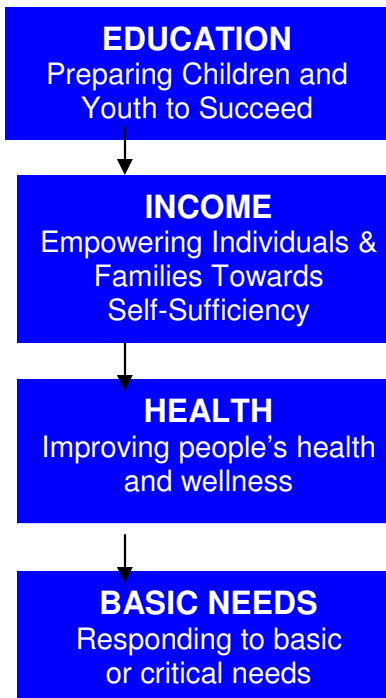 EDUCATION
Preparing Children and
Youth to Succeed
INCOME
Empowering Individuals &
Families Towards
Self-Sufficiency
HEALTH
Improving people’s health
and wellness
BASIC NEEDS
Responding to basic
or critical needs